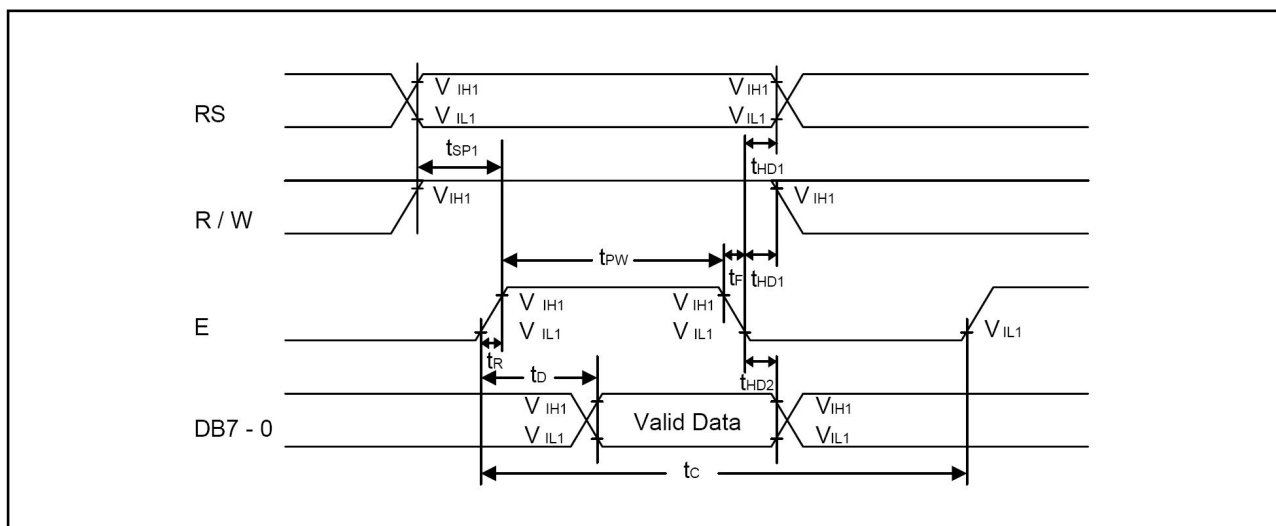 V IH1 V IH1
RS
V IL1 V IL1
tSP1 tHD1
VIH1 V IH1
R / W
tPW tF tHD1
V IH1 V IH1
E
V IL1 V IL1 V IL1
tR tD tHD2
V IH1 Valid Data VIH1
DB7 - 0
V IL1 VIL1
tC